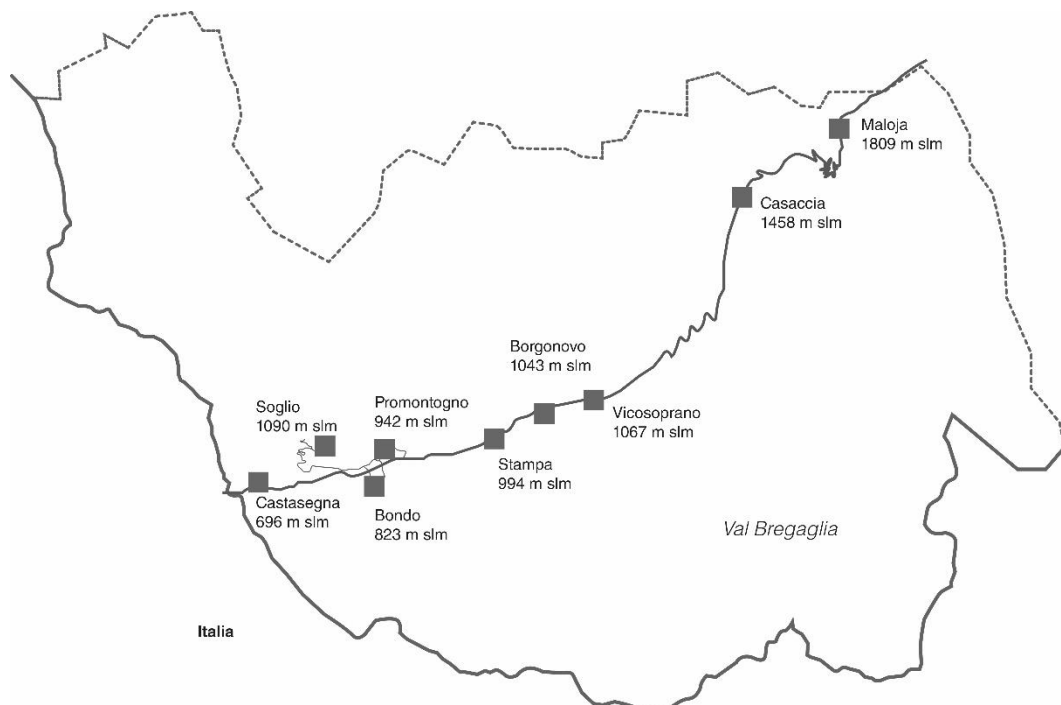 Maloja
1809 m slm
Casaccia
1458 m slm
Borgonovo
1043 m slm
Vicosoprano
1067 m slm
Soglio
1090 m slm
Promontogno
942 m slm
Stampa
994 m slm
Castasegna
696 m slm
Bondo
823 m slm
Val Bregaglia
Italia